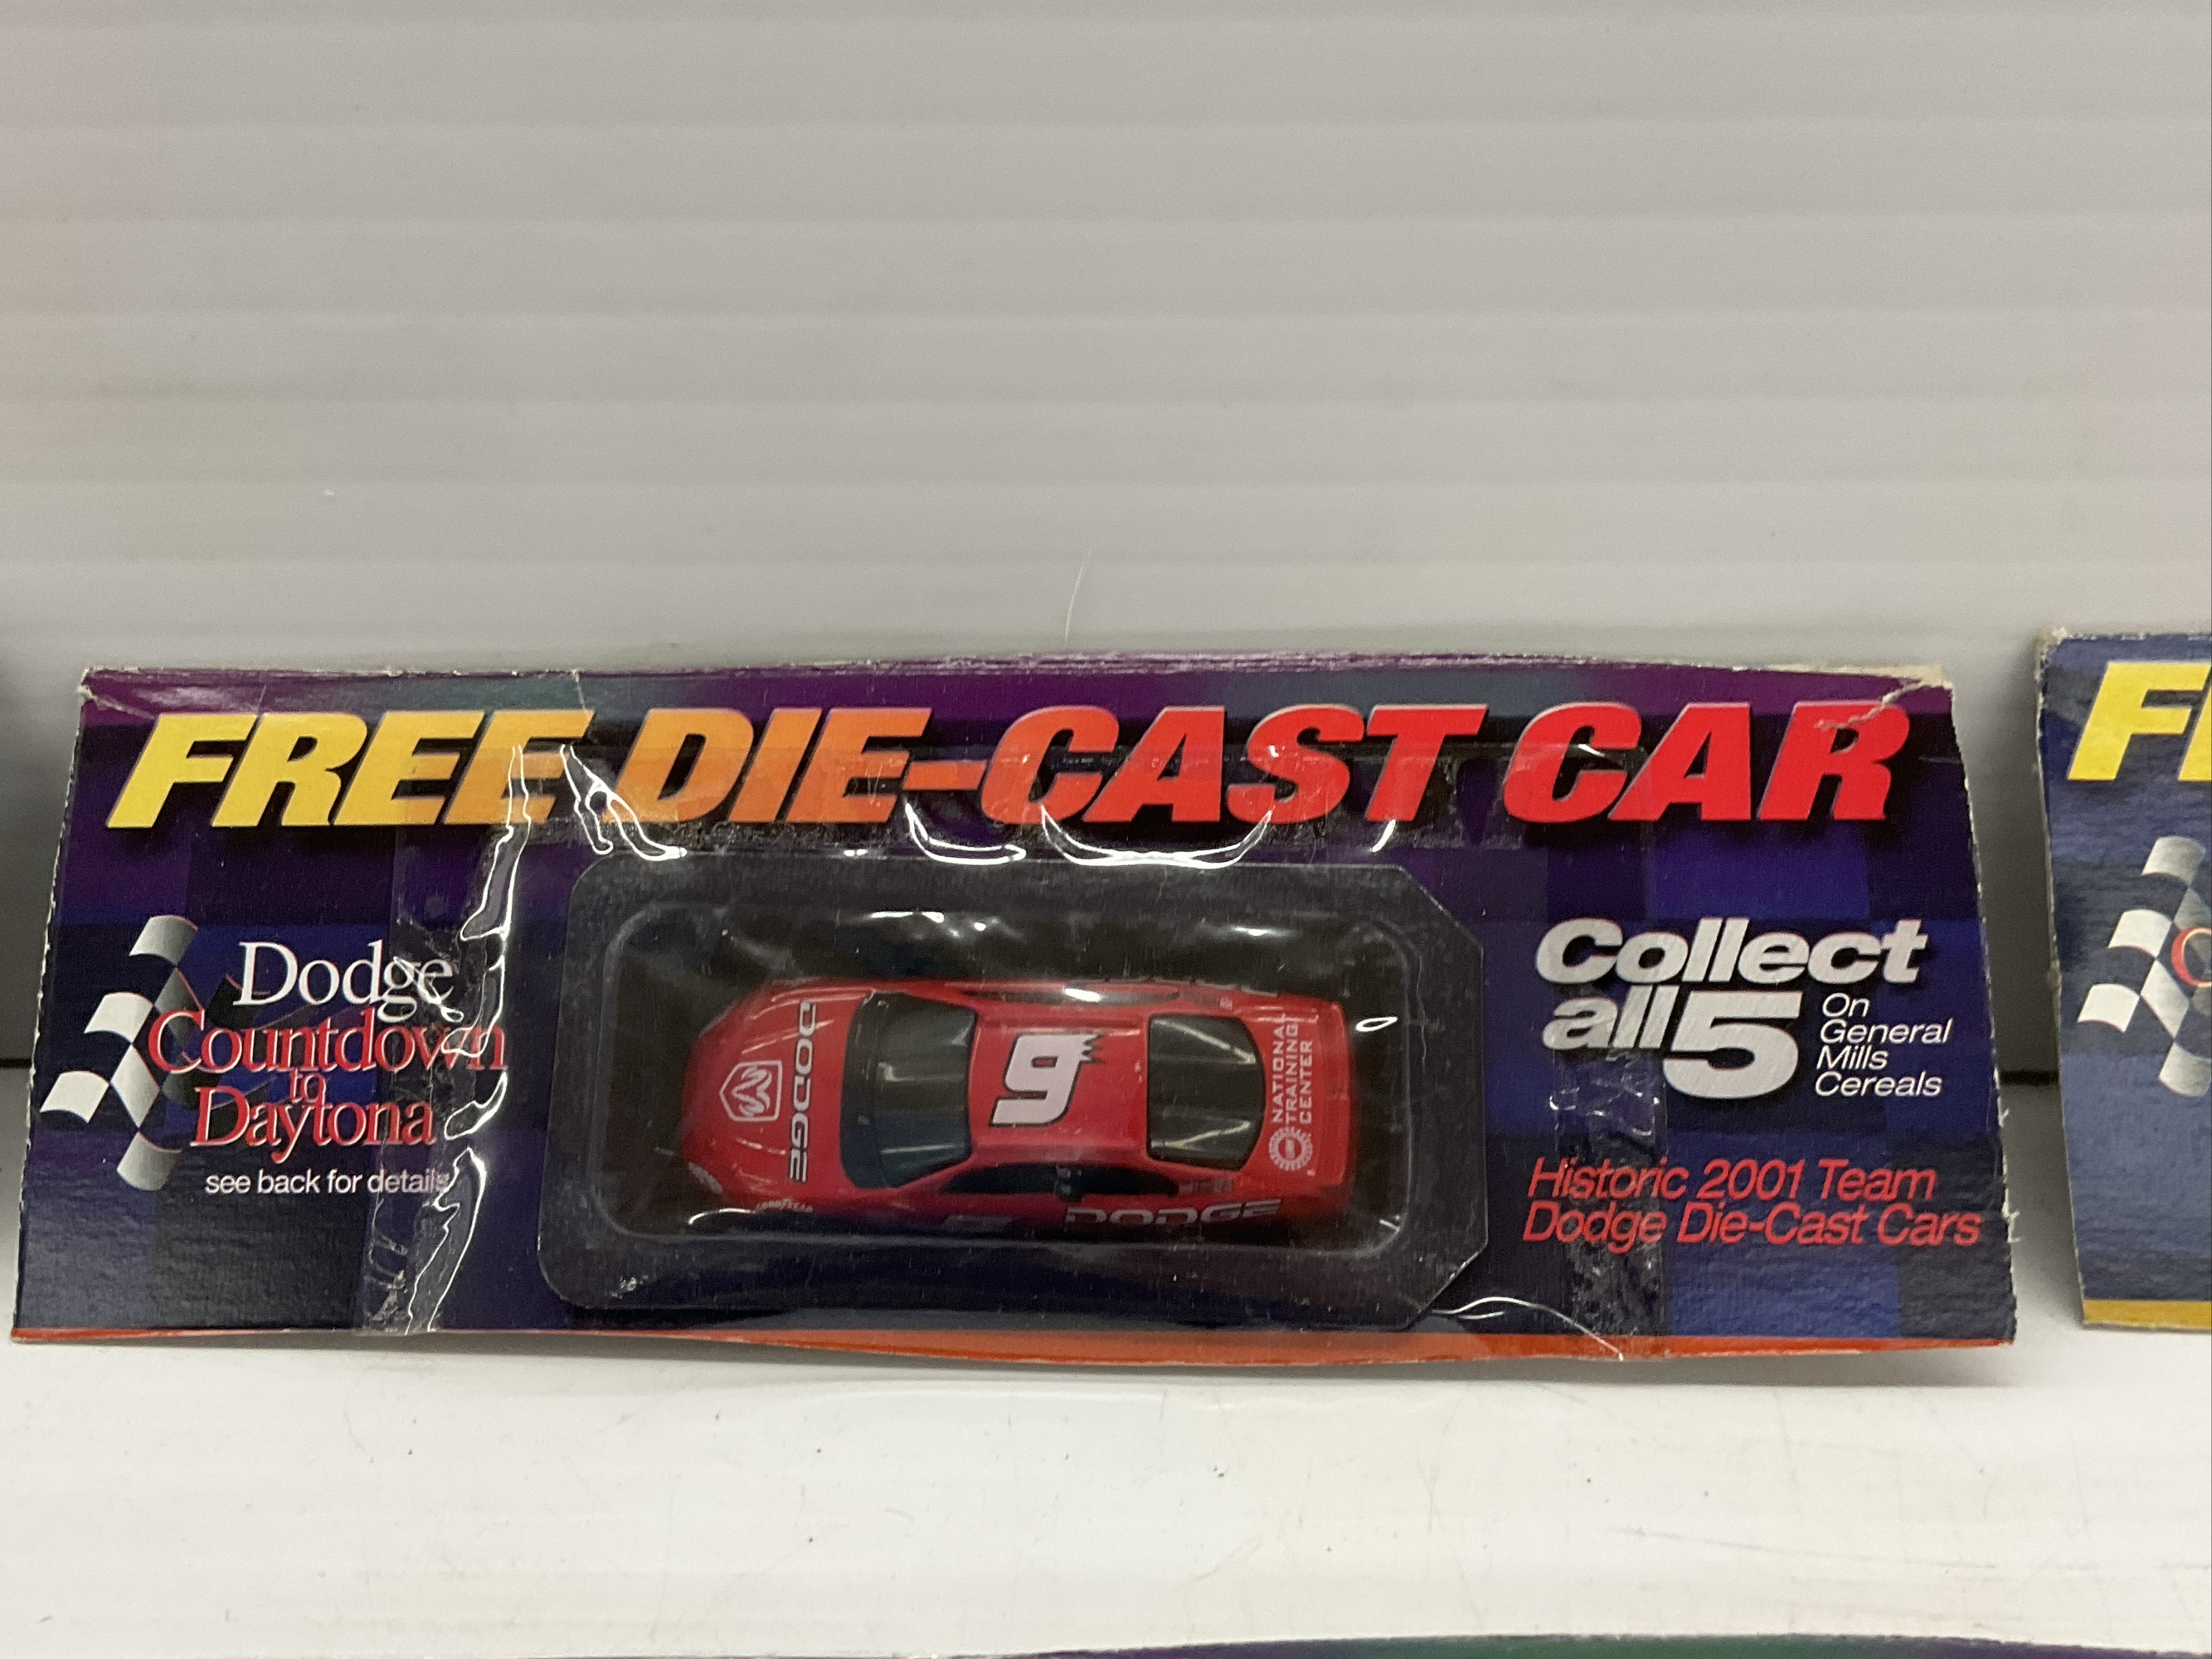 FREE DIE-CAST CAR
Dodge
Countdown
to
Daytona
see back for details
DODGE
9
NATIONAL
TRAINING
CENTER
DODGE
GOODYEAR
Collect
all 5
On
General
Mills
Cereals
Historic 2001 Team
Dodge Die-Cast Cars